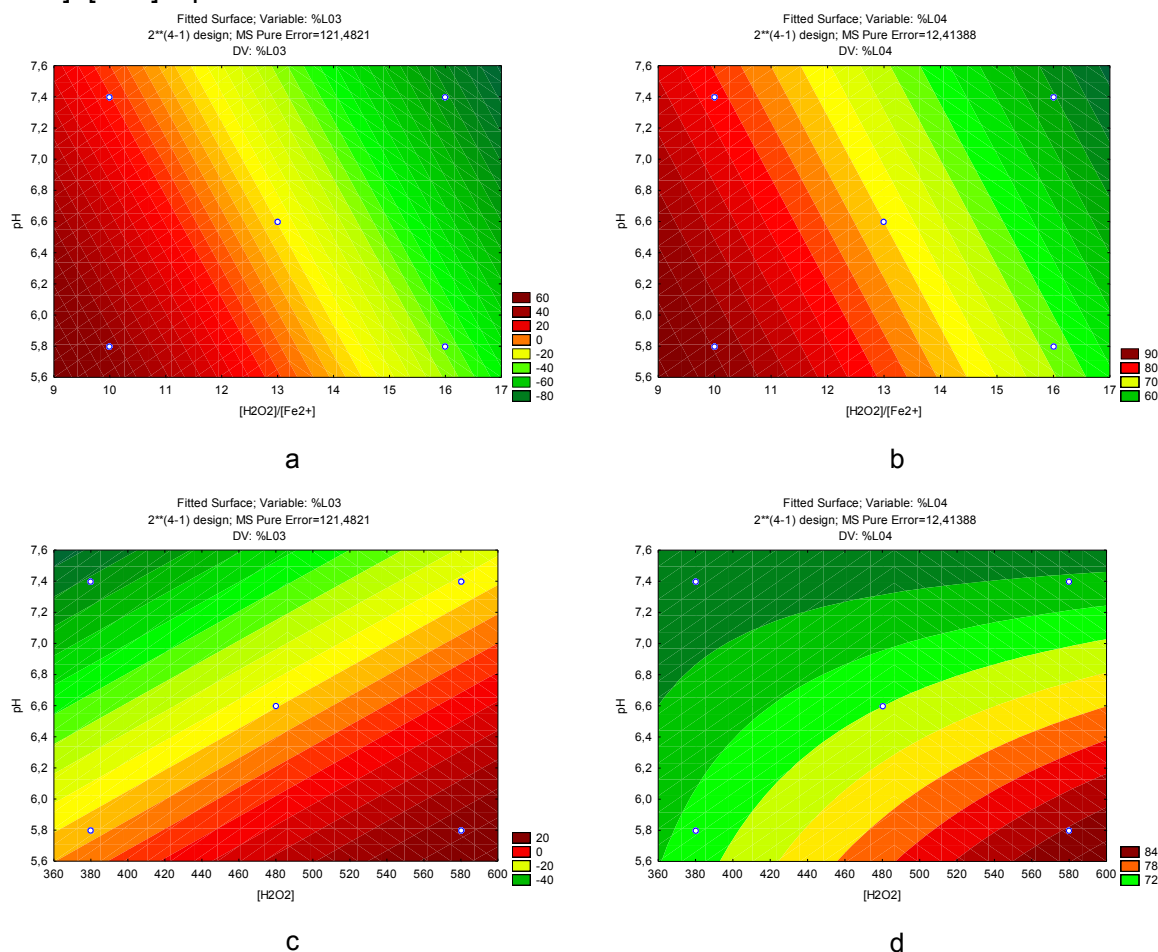 Fitted Surface; Variable: %L03
2**(4-1) design; MS Pure Error=121,4821
DV: %L03
7,6
7,4
7,2
7,0
6,8
6,6
6,4
6,2
6,0
5,8
5,6
pH
9 10 11 12 13 14 15 16 17
[H2O2]/[Fe2+]
60
40
20
0
-20
-40
-60
-80
a
Fitted Surface; Variable: %L04
2**(4-1) design; MS Pure Error=12,41388
DV: %L04
7,6
7,4
7,2
7,0
6,8
6,6
6,4
6,2
6,0
5,8
5,6
pH
9 10 11 12 13 14 15 16 17
[H2O2]/[Fe2+]
90
80
70
60
b
Fitted Surface; Variable: %L03
2**(4-1) design; MS Pure Error=121,4821
DV: %L03
7,6
7,4
7,2
7,0
6,8
6,6
6,4
6,2
6,0
5,8
5,6
pH
360 380 400 420 440 460 480 500 520 540 560 580 600
[H2O2]
20
0
-20
-40
c
Fitted Surface; Variable: %L04
2**(4-1) design; MS Pure Error=12,41388
DV: %L04
7,6
7,4
7,2
7,0
6,8
6,6
6,4
6,2
6,0
5,8
5,6
pH
360 380 400 420 440 460 480 500 520 540 560 580 600
[H2O2]
84
78
72
d